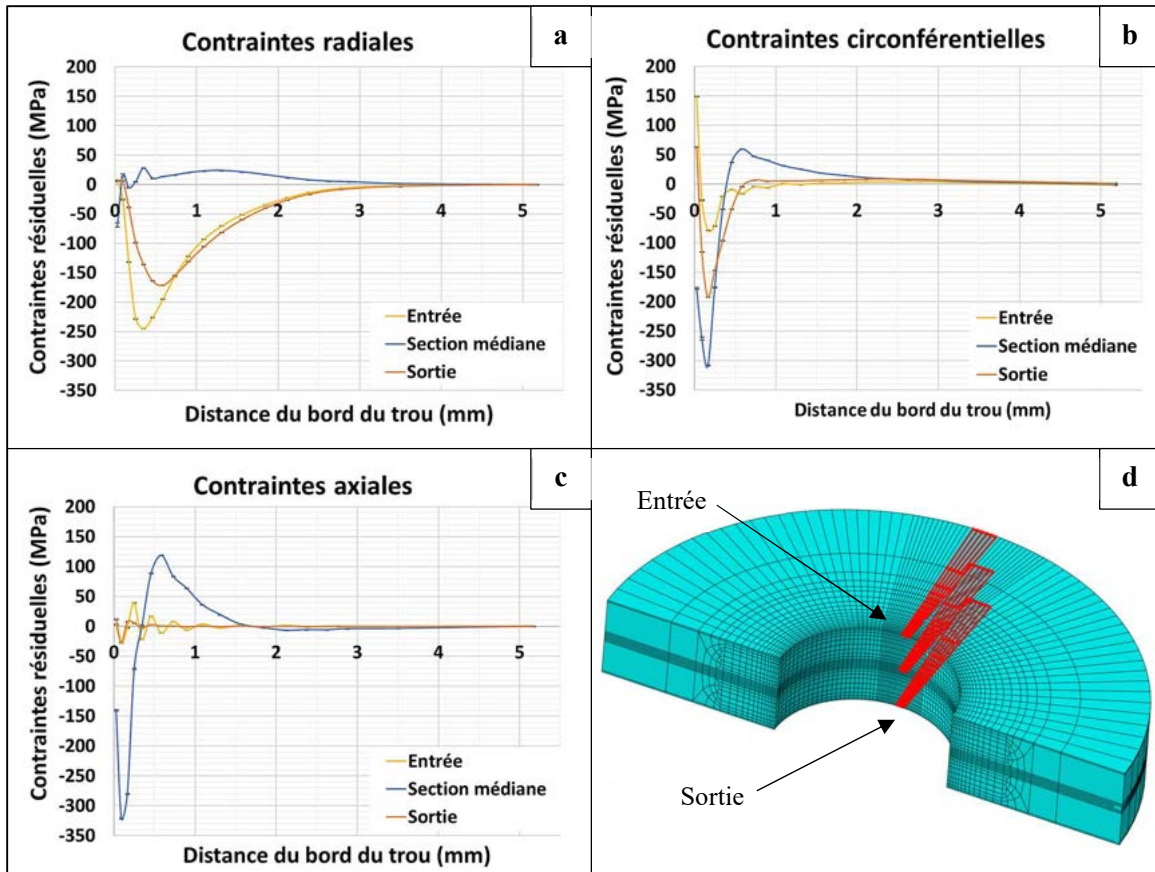 Contraintes radiales
a
Contraintes résiduelles (MPa)
200
150
100
50
0
-50
-100
-150
-200
-250
-300
-350
0 1 2 3 4 5
Entrée
Section médiane
Sortie
Distance du bord du trou (mm)
Contraintes circonférentielles
b
Contraintes résiduelles (MPa)
200
150
100
50
0
-50
-100
-150
-200
-250
-300
-350
0 1 2 3 4 5
Entrée
Section médiane
Sortie
Distance du bord du trou (mm)
Contraintes axiales
c
Contraintes résiduelles (MPa)
200
150
100
50
0
-50
-100
-150
-200
-250
-300
-350
0 1 2 3 4 5
Entrée
Section médiane
Sortie
Distance du bord du trou (mm)
d
Entrée
Sortie